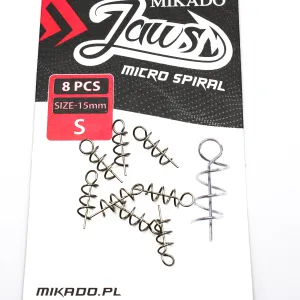 MIKADO
Jaws
MICRO SPIRAL
8 PCS
SIZE-15mm
S
MIKADO.PL